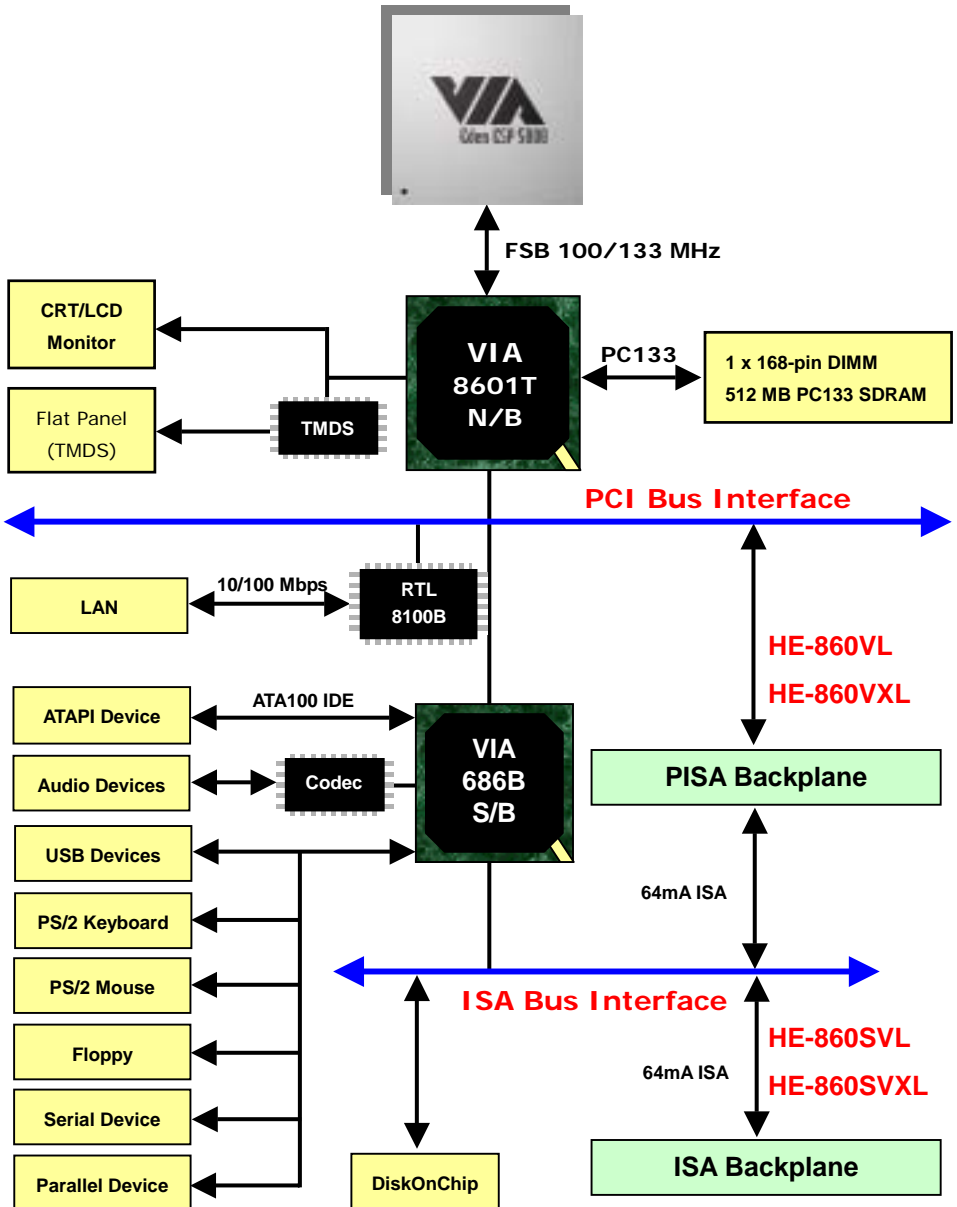 VIA
Eden ESP 5000
FSB 100/133 MHz
CRT/LCD
Monitor
VIA
8601T
N/B
PC133
1 x 168-pin DIMM
512 MB PC133 SDRAM
Flat Panel
(TMDS)
TMDS
PCI Bus Interface
LAN
10/100 Mbps
RTL
8100B
HE-860VL
HE-860VXL
ATAPI Device
ATA100 IDE
VIA
686B
S/B
Audio Devices
Codec
PISA Backplane
USB Devices
PS/2 Keyboard
64mA ISA
PS/2 Mouse
ISA Bus Interface
Floppy
HE-860SVL
64mA ISA
HE-860SVXL
Serial Device
Parallel Device
DiskOnChip
ISA Backplane